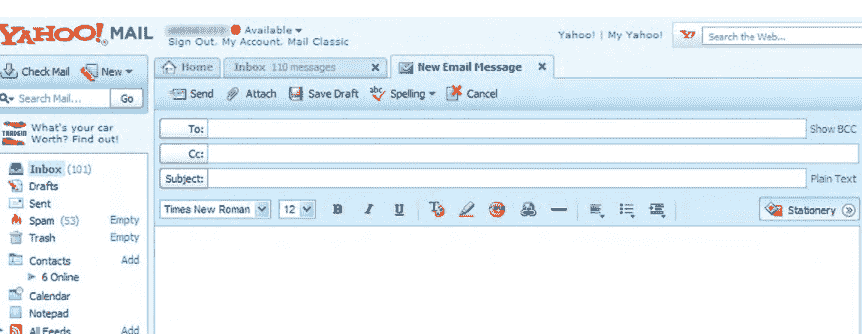 YAHOO! MAIL
Available
Sign Out, My Account, Mail Classic
Yahoo! | My Yahoo!
Y! Search the Web...
Check Mail New
Home
Inbox 110 messages x
New Email Message x
Search Mail... Go
Send Attach Save Draft abc Spelling Cancel
TRADEIN What's your car
Worth? Find out!
To: Show BCC
Cc:
Subject: Plain Text
Times New Roman 12 B I U T Stationery
Inbox (101)
Drafts
Sent
Spam (53) Empty
Trash Empty
Contacts Add
6 Online
Calendar
Notepad
All Feeds Add